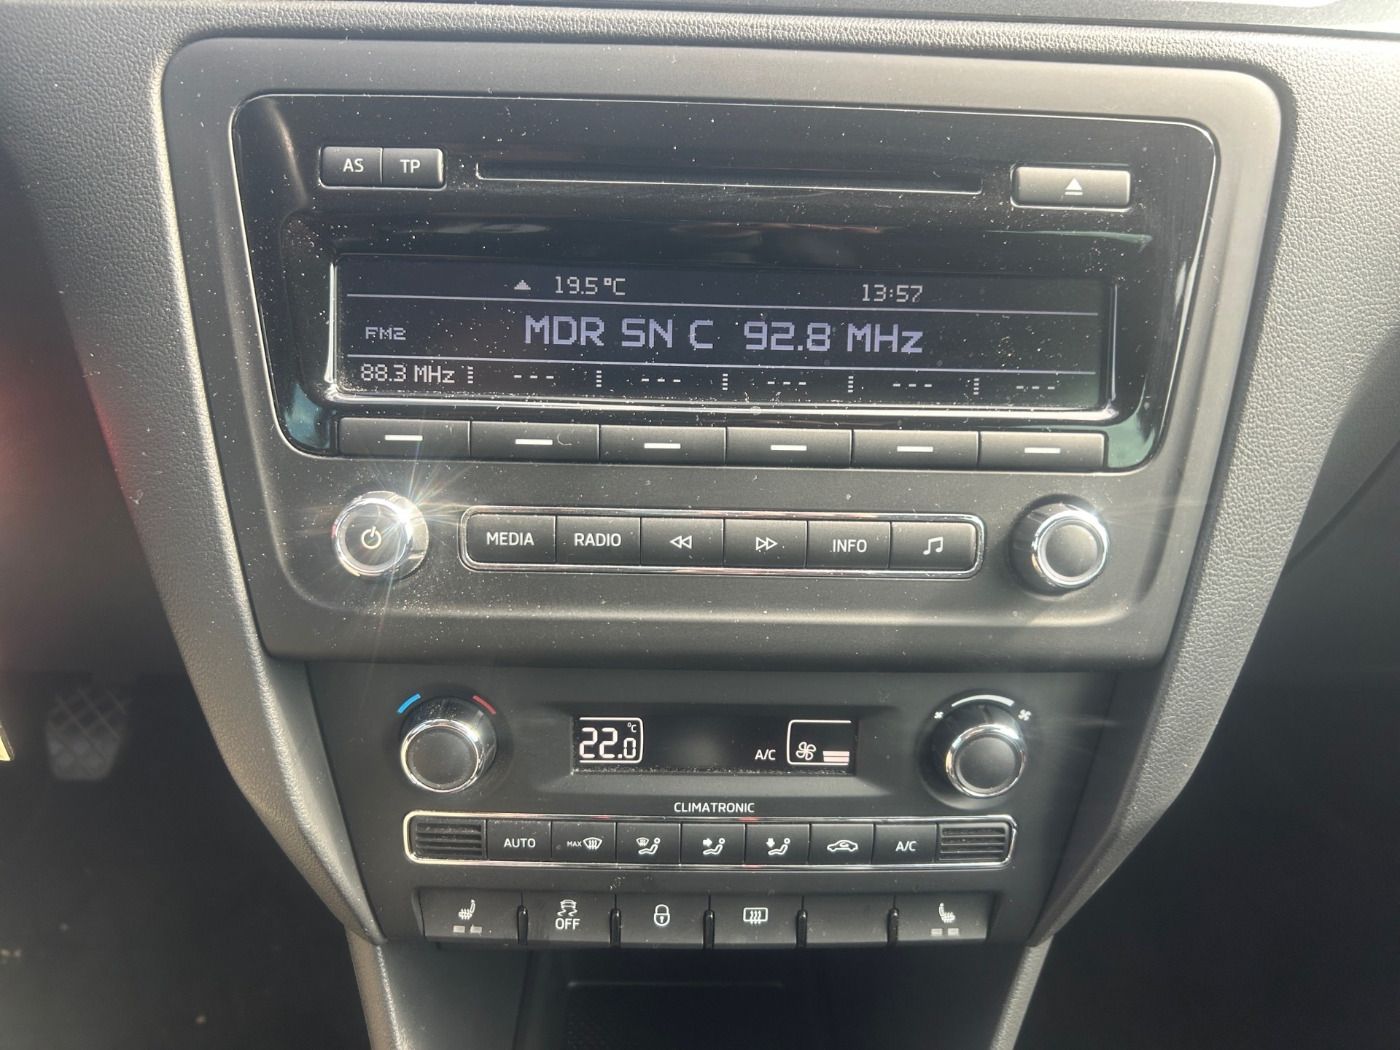 AS TP
19.5°C 13:57
FM2 MDR SN C 92.8 MHz
88.3 MHz --- --- --- --- ---
MEDIA RADIO INFO
22.0 °C A/C
CLIMATRONIC
AUTO MAX A/C
OFF